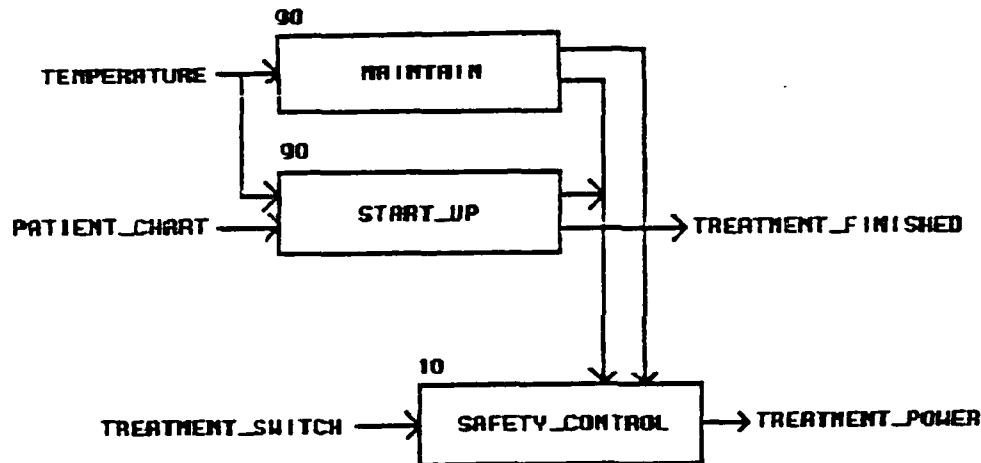 90
TEMPERATURE
MAINTAIN
90
START_UP
PATIENT_CHART
TREATMENT_FINISHED
10
TREATMENT_SWITCH
SAFETY_CONTROL
TREATMENT_POWER